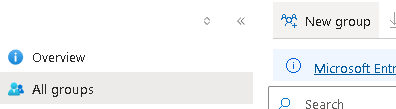 New group
Overview
Microsoft Entr
All groups
Search